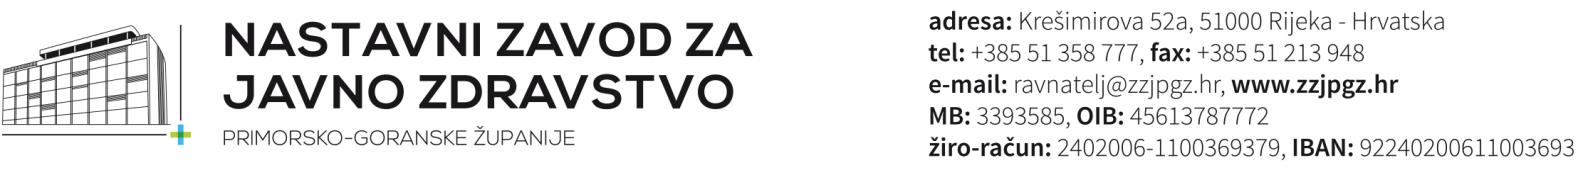 NASTAVNI ZAVOD ZA
JAVNO ZDRAVSTVO
PRIMORSKO-GORANSKE ŽUPANIJE
adresa: Krešimirova 52a, 51000 Rijeka - Hrvatska
tel: +385 51 358 777, fax: +385 51 213 948
e-mail: ravnatelj@zzjpgz.hr, www.zzjpgz.hr
MB: 3393585, OIB: 45613787772
žiro-račun: 2402006-1100369379, IBAN: 92240200611003693